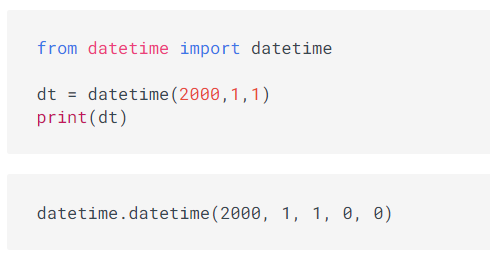 from datetime import datetime
dt = datetime(2000,1,1)
print(dt)
datetime.datetime(2000, 1, 1, 0, 0)